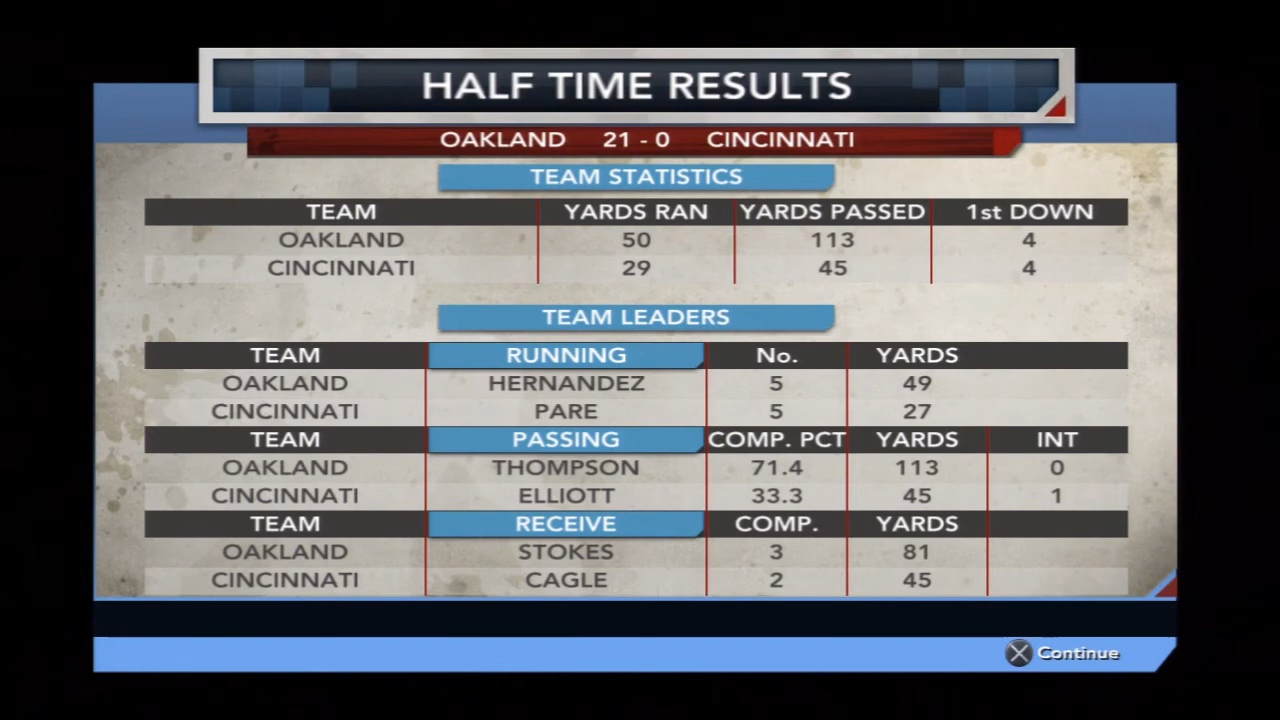 HALF TIME RESULTS
OAKLAND 21 - 0 CINCINNATI
TEAM STATISTICS
TEAM YARDS RAN YARDS PASSED 1st DOWN
OAKLAND 50 113 4
CINCINNATI 29 45 4
TEAM LEADERS
TEAM RUNNING No. YARDS
OAKLAND HERNANDEZ 5 49
CINCINNATI PARE 5 27
TEAM PASSING COMP. PCT YARDS INT
OAKLAND THOMPSON 71.4 113 0
CINCINNATI ELLIOTT 33.3 45 1
TEAM RECEIVE COMP. YARDS
OAKLAND STOKES 3 81
CINCINNATI CAGLE 2 45
Continue